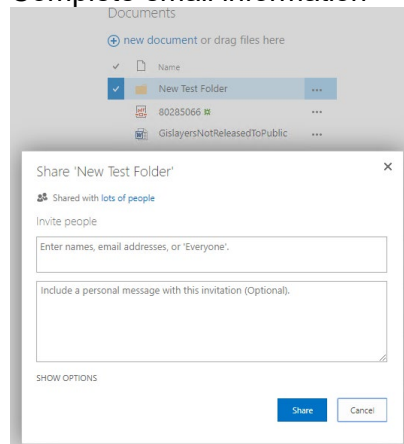 Complete email information
Documents
new document or drag files here
Name
New Test Folder ...
80285066 ...
GislayersNotReleasedToPublic ...
Share 'New Test Folder'
Shared with lots of people
Invite people
Enter names, email addresses, or 'Everyone'.
Include a personal message with this invitation (Optional).
SHOW OPTIONS
Share Cancel